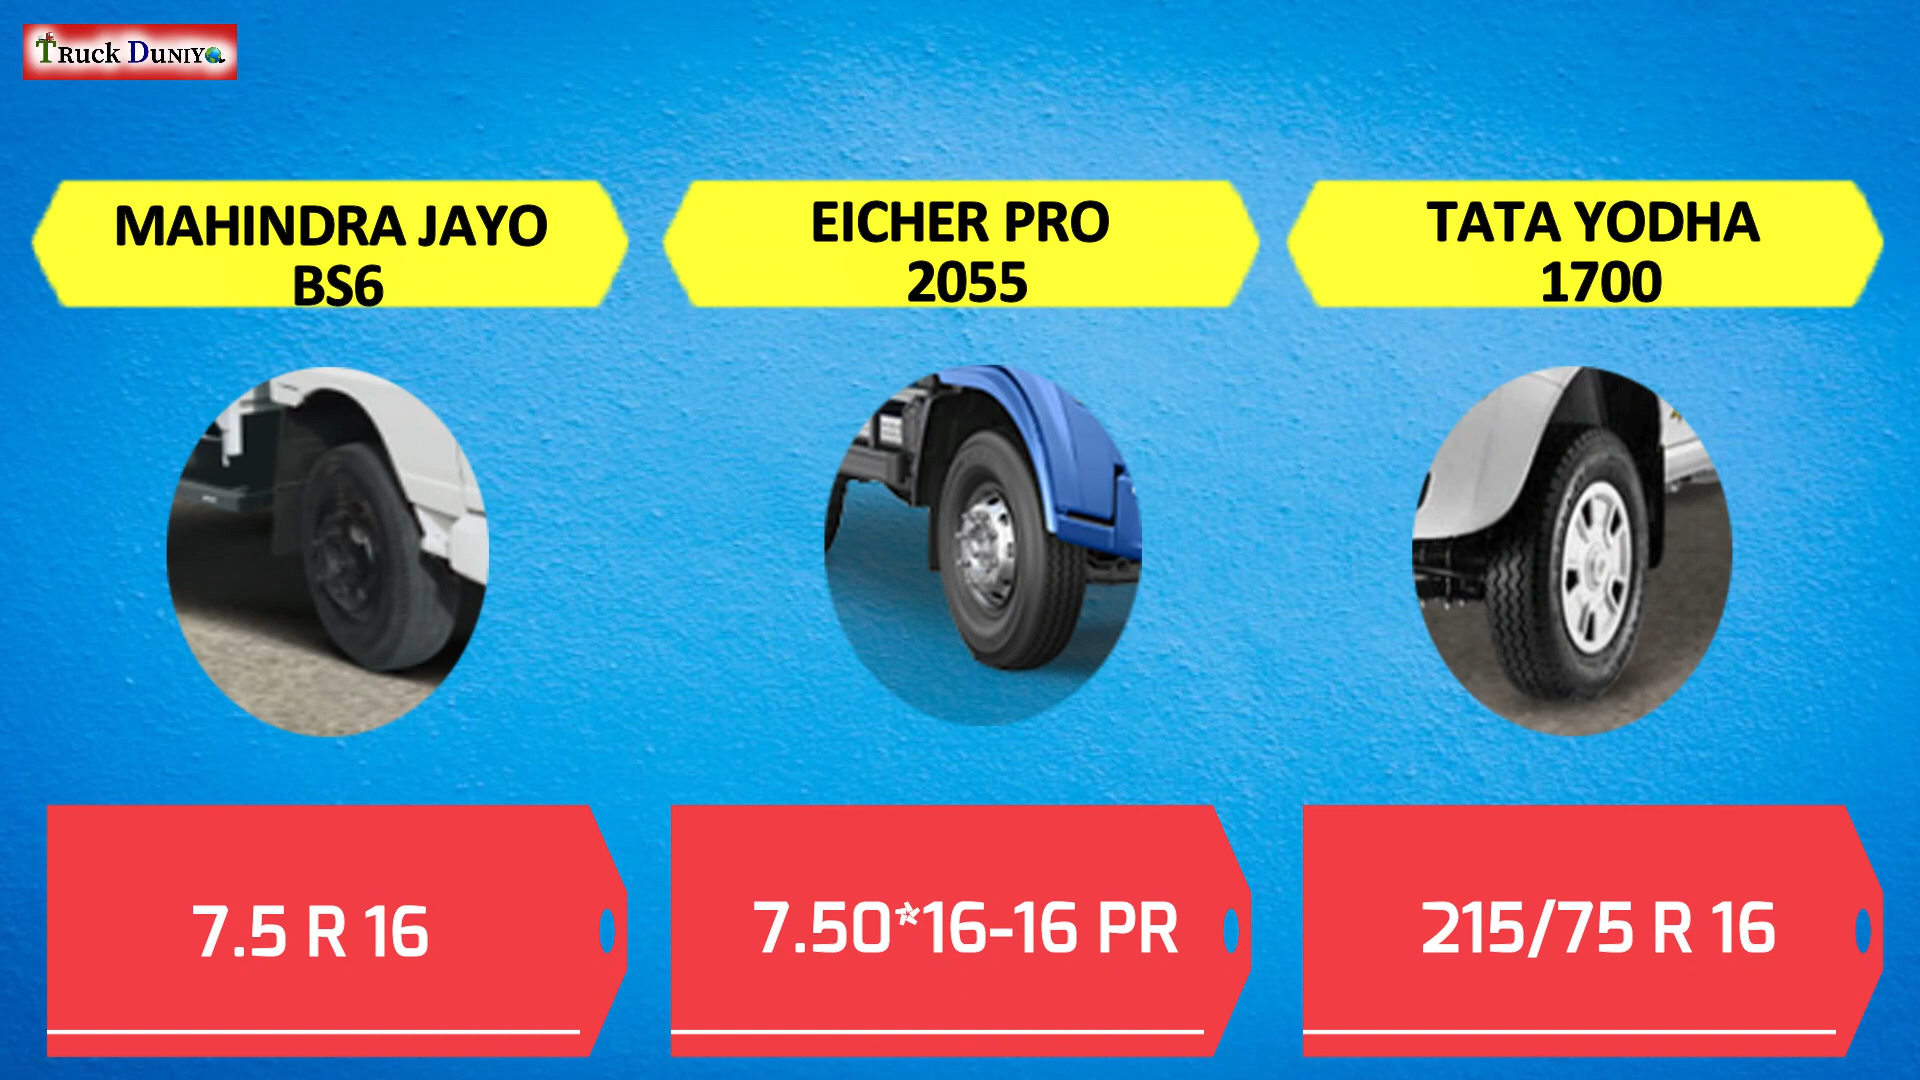 TRUCK DUNIYA
MAHINDRA JAYO
BS6
EICHER PRO
2055
TATA YODHA
1700
7.5 R 16
7.50*16-16 PR
215/75 R 16